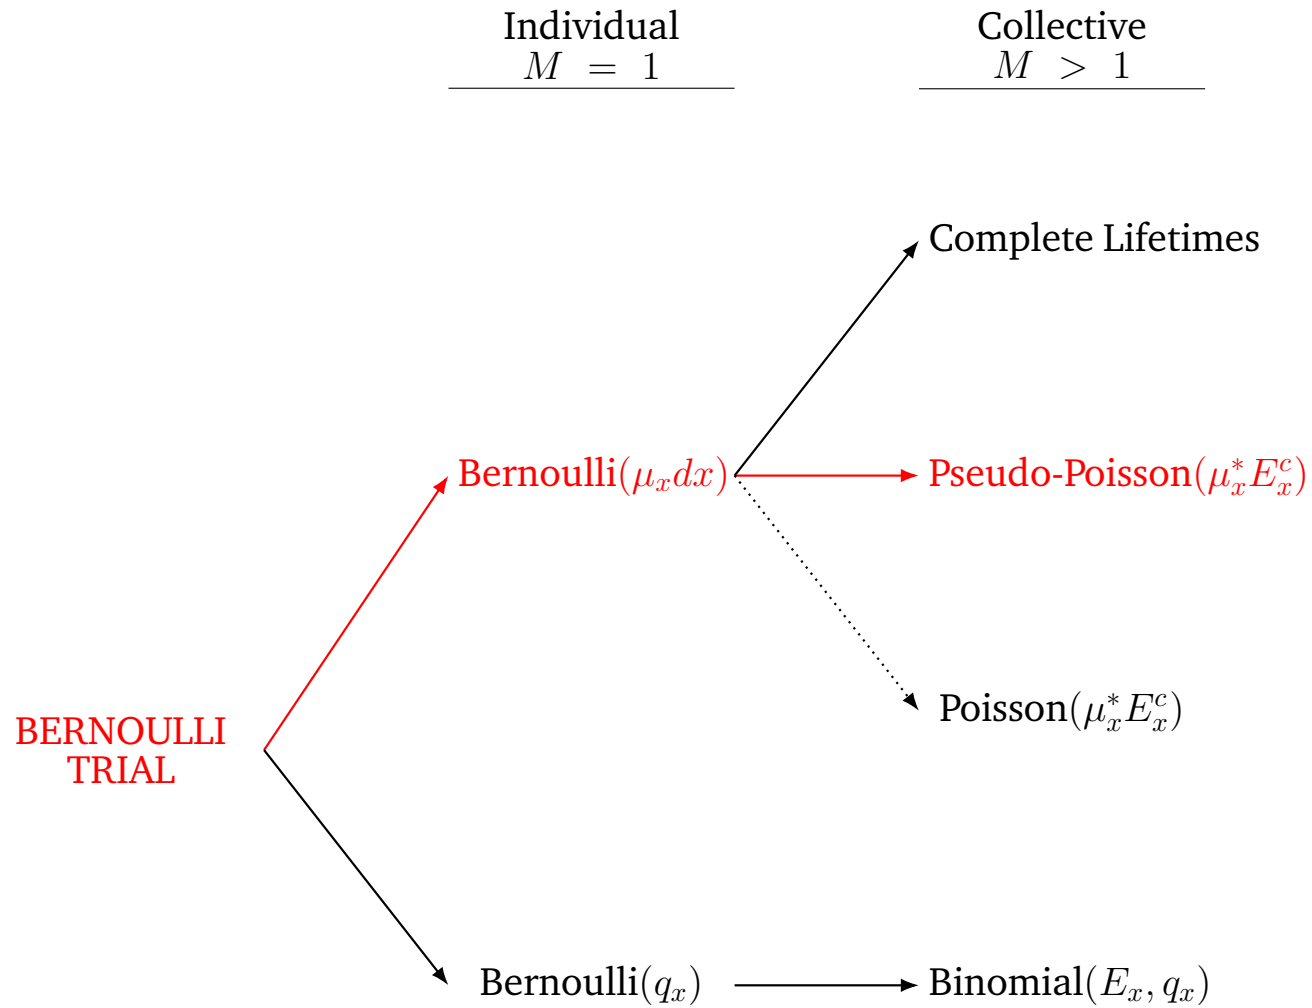 Individual
M = 1
Collective
M > 1
Complete Lifetimes
Bernoulli(μ_x dx)
Pseudo-Poisson(μ*_x E^c_x)
Poisson(μ*_x E^c_x)
BERNOULLI
TRIAL
Bernoulli(q_x)
Binomial(E_x, q_x)